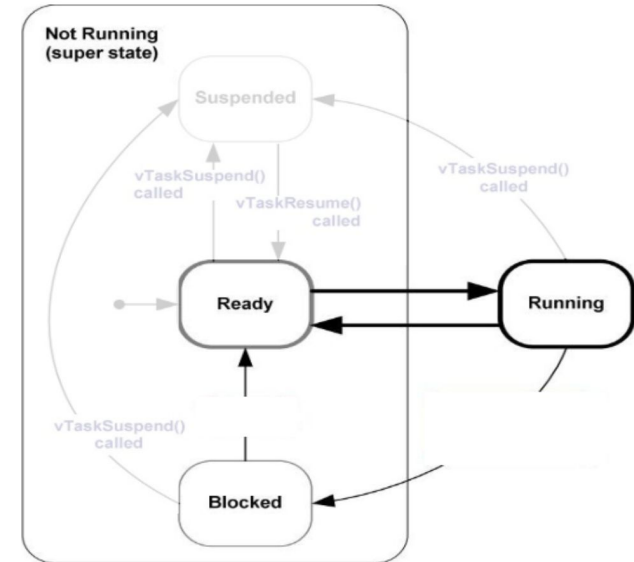 Not Running
(super state)
Suspended
vTaskSuspend()
called
vTaskResume()
called
vTaskSuspend()
called
Ready
Running
vTaskSuspend()
called
Blocked